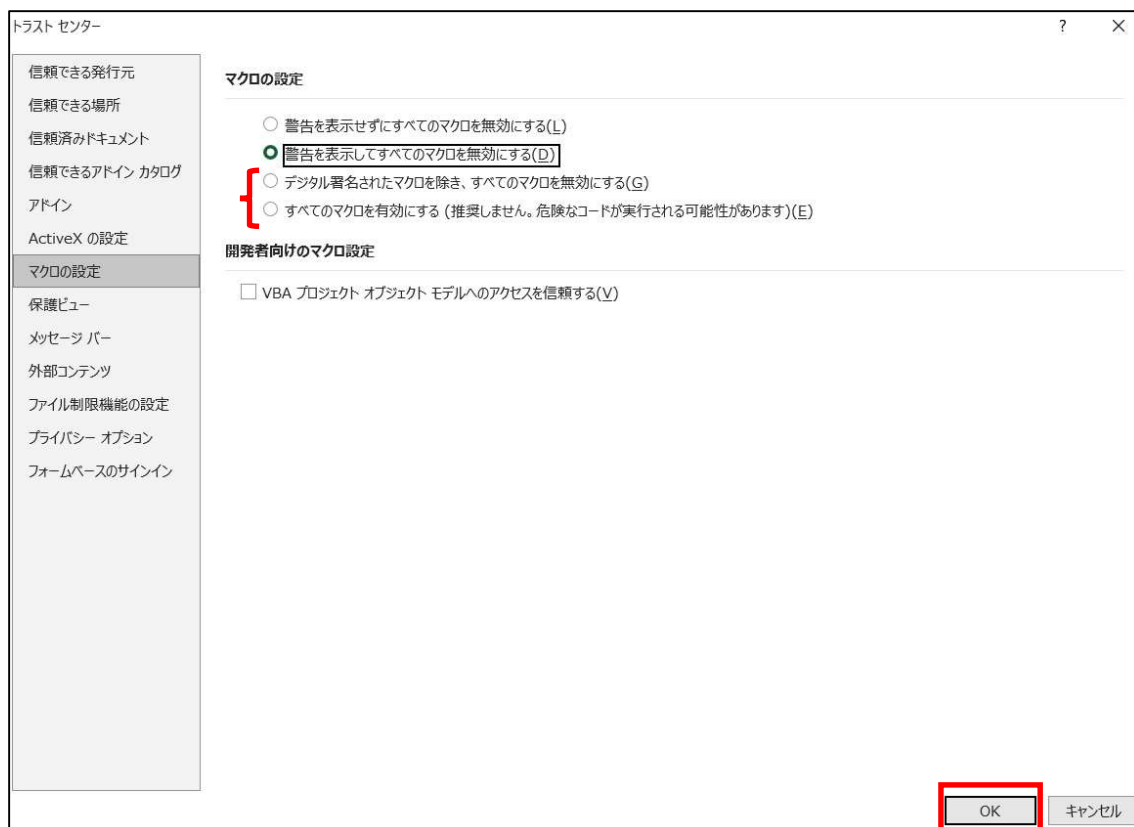 トラスト センター
?
信頼できる発行元
信頼できる場所
信頼済みドキュメント
信頼できるアドイン カタログ
アドイン
ActiveX の設定
マクロの設定
保護ビュー
メッセージ バー
外部コンテンツ
ファイル制限機能の設定
プライバシー オプション
フォームベースのサインイン
マクロの設定
警告を表示せずにすべてのマクロを無効にする(L)
警告を表示してすべてのマクロを無効にする(D)
デジタル署名されたマクロを除き、すべてのマクロを無効にする(G)
すべてのマクロを有効にする (推奨しません。危険なコードが実行される可能性があります)(E)
開発者向けのマクロ設定
VBA プロジェクト オブジェクト モデルへのアクセスを信頼する(V)
OK
キャンセル